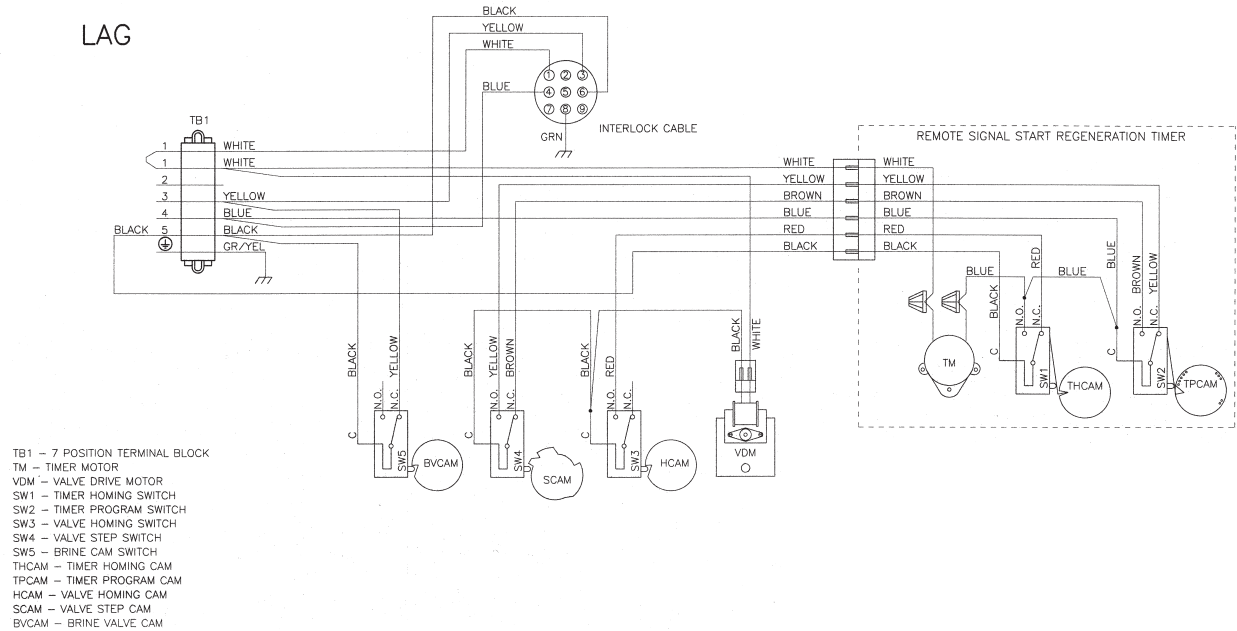 LAG
BLACK
YELLOW
WHITE
BLUE
1 2 3
4 5 6
7 8 9
GRN
INTERLOCK CABLE
TB1
REMOTE SIGNAL START REGENERATION TIMER
1 WHITE
1 WHITE
2
3 YELLOW
4 BLUE
BLACK 5 BLACK
GR/YEL
WHITE WHITE
YELLOW YELLOW
BROWN BROWN
BLUE BLUE
RED RED
BLACK BLACK
BLUE
BLUE
BLACK
RED
BLUE
BROWN
YELLOW
N.O.
N.C.
N.O.
N.C.
C
C
TM
SW1
THCAM
SW2
TPCAM
BLACK
YELLOW
YELLOW
BROWN
BLACK
RED
BLACK
WHITE
N.O.
N.C.
N.O.
N.C.
N.O.
N.C.
C
C
C
SW5
BVCAM
SW4
SCAM
SW3
HCAM
VDM
TB1 – 7 POSITION TERMINAL BLOCK
TM – TIMER MOTOR
VDM – VALVE DRIVE MOTOR
SW1 – TIMER HOMING SWITCH
SW2 – TIMER PROGRAM SWITCH
SW3 – VALVE HOMING SWITCH
SW4 – VALVE STEP SWITCH
SW5 – BRINE CAM SWITCH
THCAM – TIMER HOMING CAM
TPCAM – TIMER PROGRAM CAM
HCAM – VALVE HOMING CAM
SCAM – VALVE STEP CAM
BVCAM – BRINE VALVE CAM